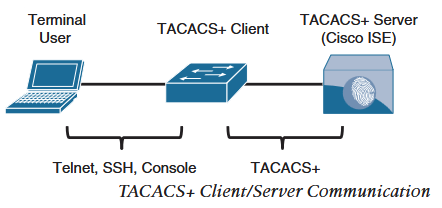 Terminal
User
TACACS+ Client
TACACS+ Server
(Cisco ISE)
Telnet, SSH, Console
TACACS+
TACACS+ Client/Server Communication